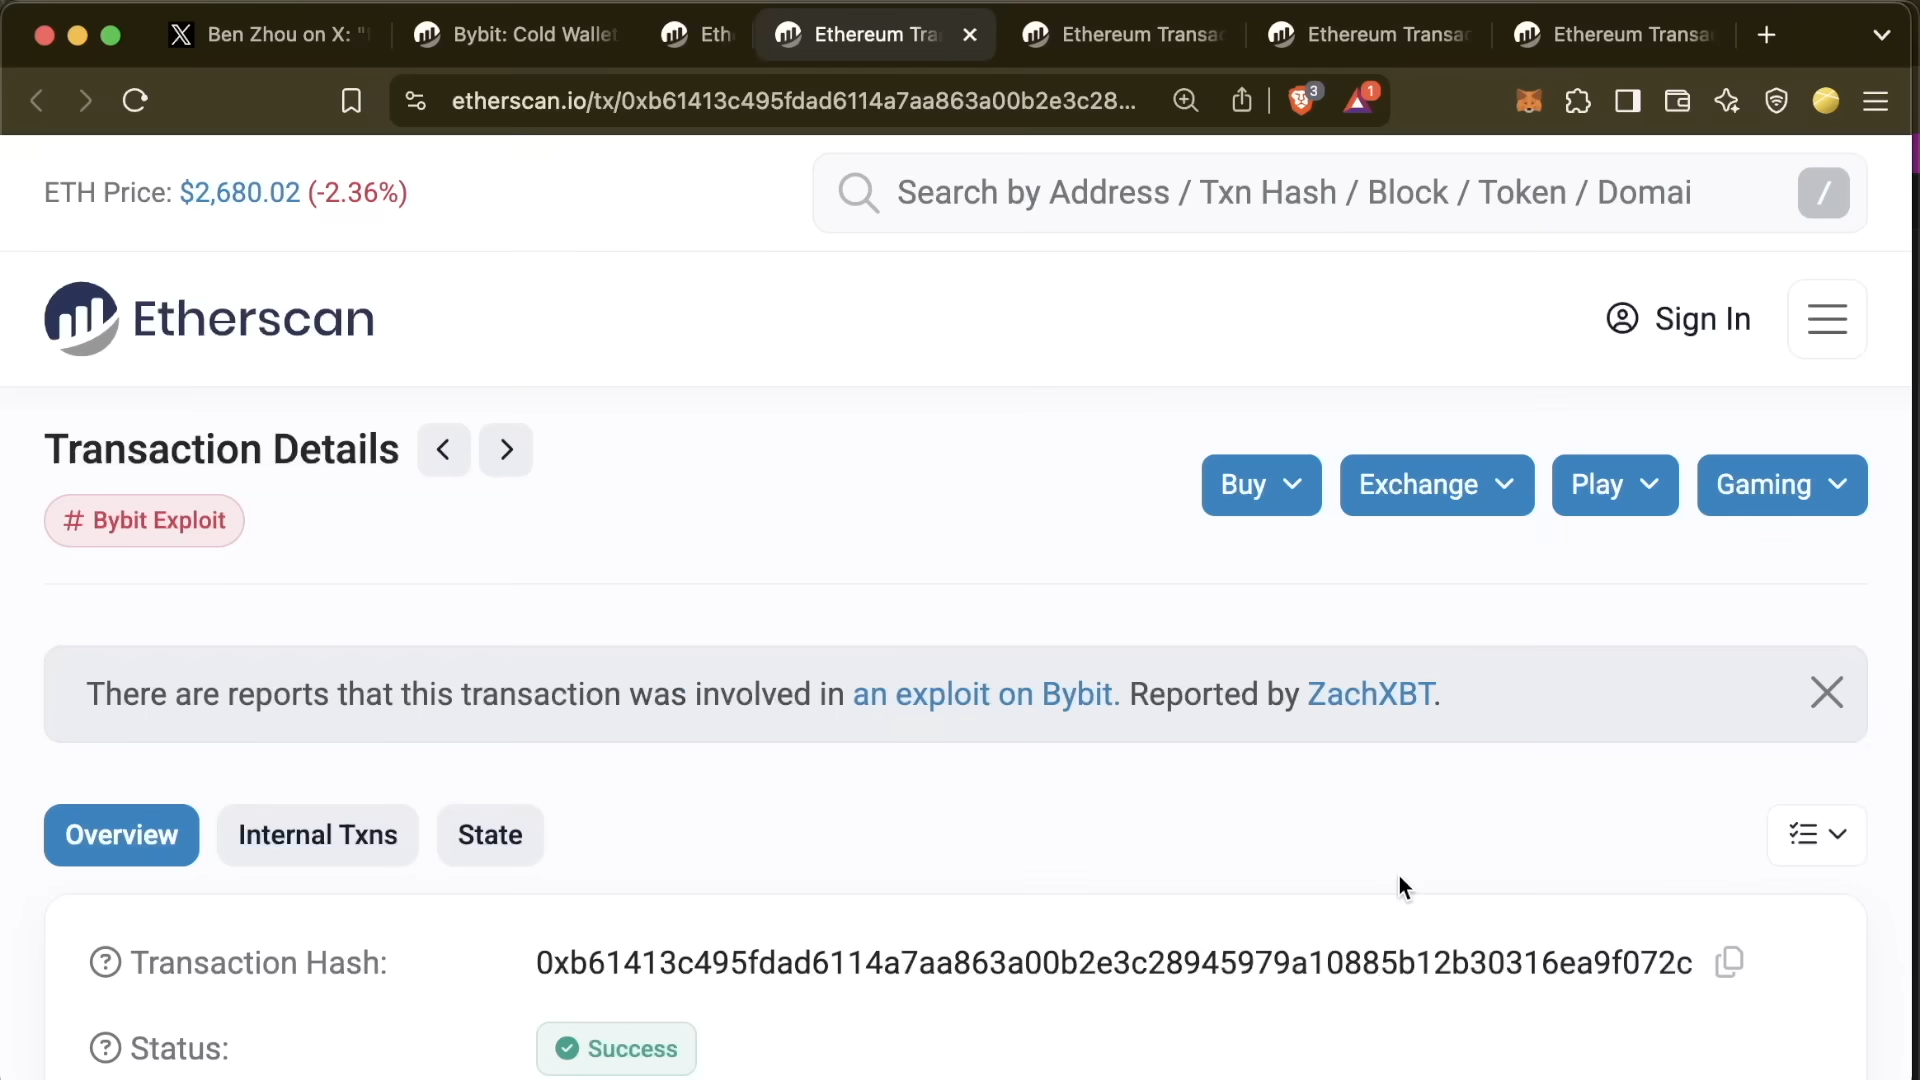 Ben Zhou on X: "
Bybit: Cold Wallet
Eth
Ethereum Tra
Ethereum Transa
Ethereum Transa
Ethereum Transa
etherscan.io/tx/0xb61413c495fdad6114a7aa863a00b2e3c28...
3
1
ETH Price: $2,680.02 (-2.36%)
Search by Address / Txn Hash / Block / Token / Domai
/
Etherscan
Sign In
Transaction Details
Buy
Exchange
Play
Gaming
# Bybit Exploit
There are reports that this transaction was involved in an exploit on Bybit. Reported by ZachXBT.
Overview
Internal Txns
State
Transaction Hash:
0xb61413c495fdad6114a7aa863a00b2e3c28945979a10885b12b30316ea9f072c
Status:
Success